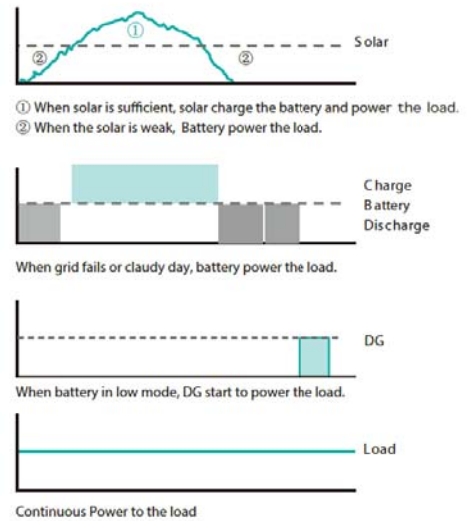 ①
②
②
Solar
① When solar is sufficient, solar charge the battery and power the load.
② When the solar is weak, Battery power the load.
Charge
Battery
Discharge
When grid fails or claudy day, battery power the load.
DG
When battery in low mode, DG start to power the load.
Load
Continuous Power to the load